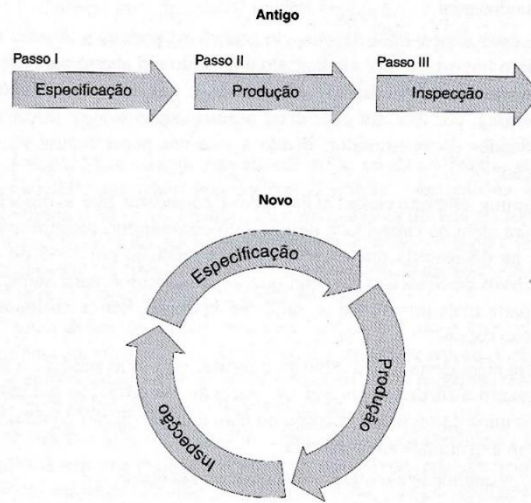 Antigo
Passo I
Passo II
Passo III
Especificação
Produção
Inspecção
Novo
Especificação
Produção
Inspecção